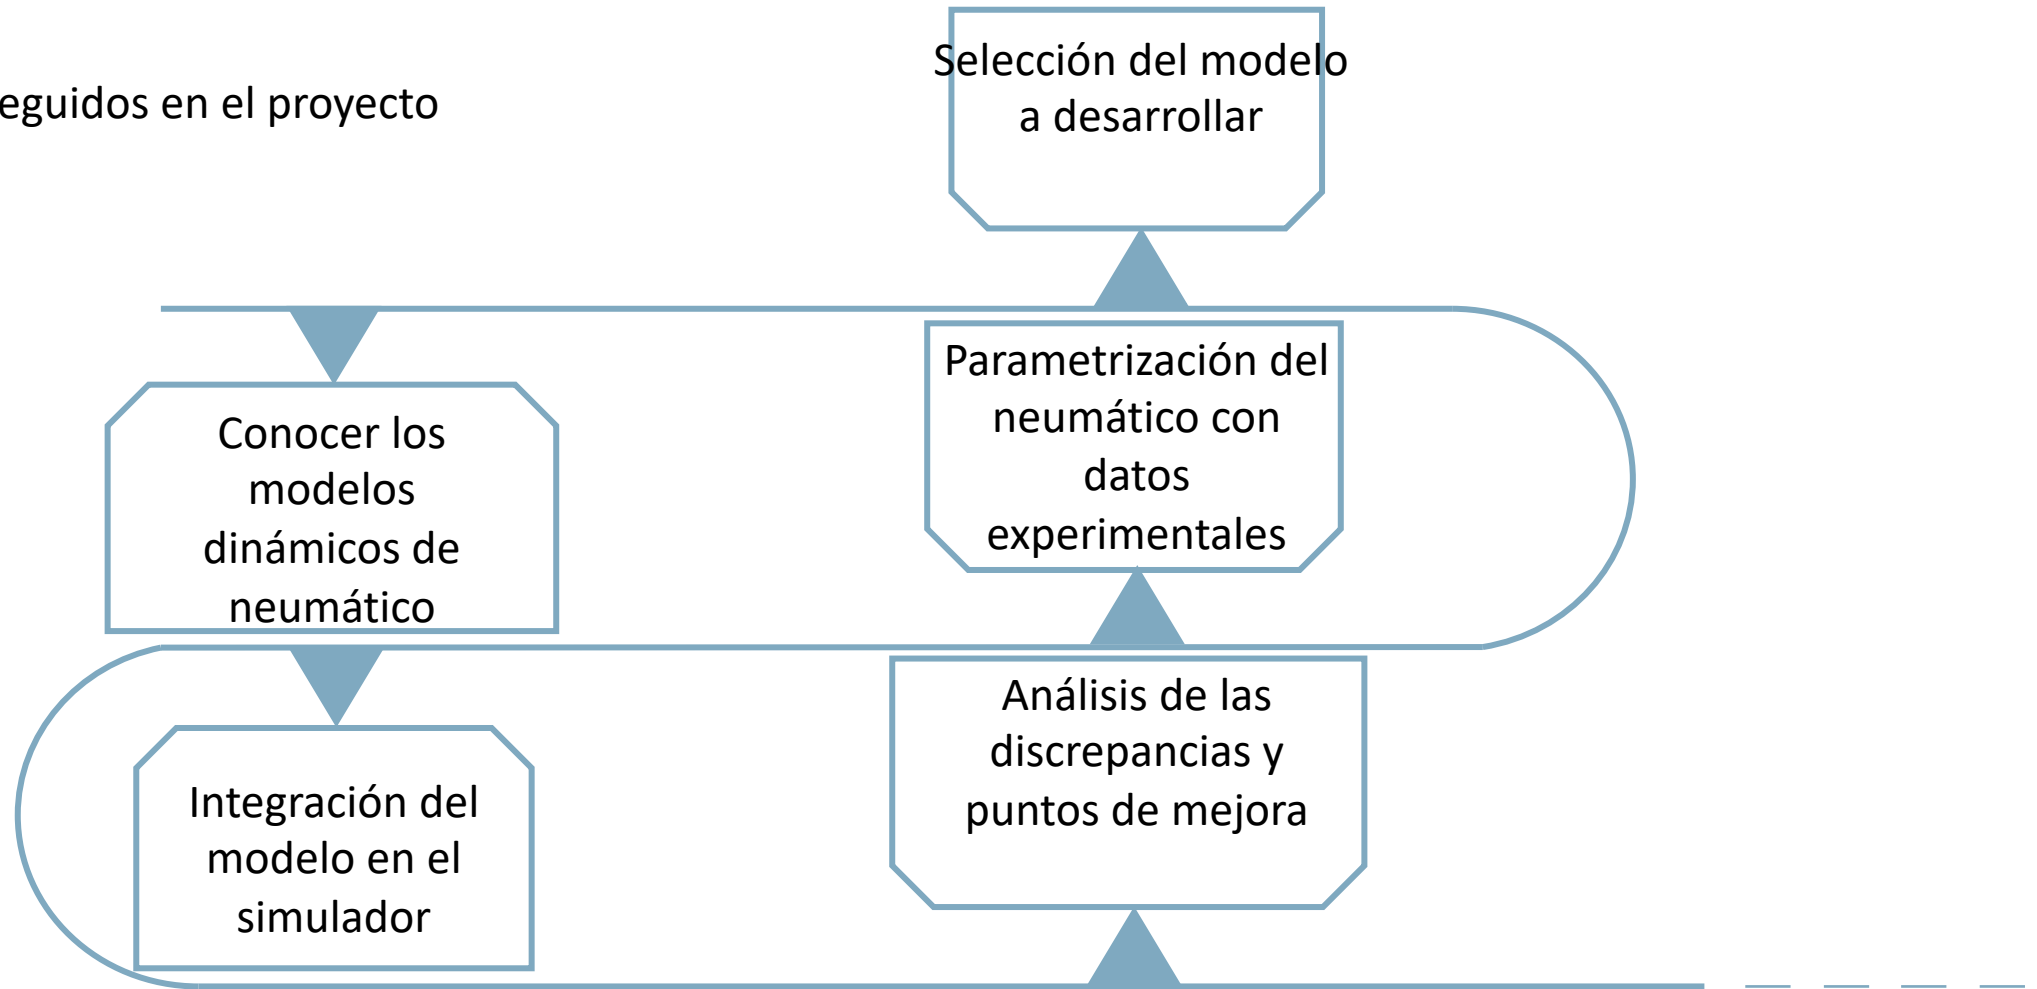 eguidos en el proyecto
Selección del modelo
a desarrollar
Conocer los
modelos
dinámicos de
neumático
Parametrización del
neumático con
datos
experimentales
Integración del
modelo en el
simulador
Análisis de las
discrepancias y
puntos de mejora